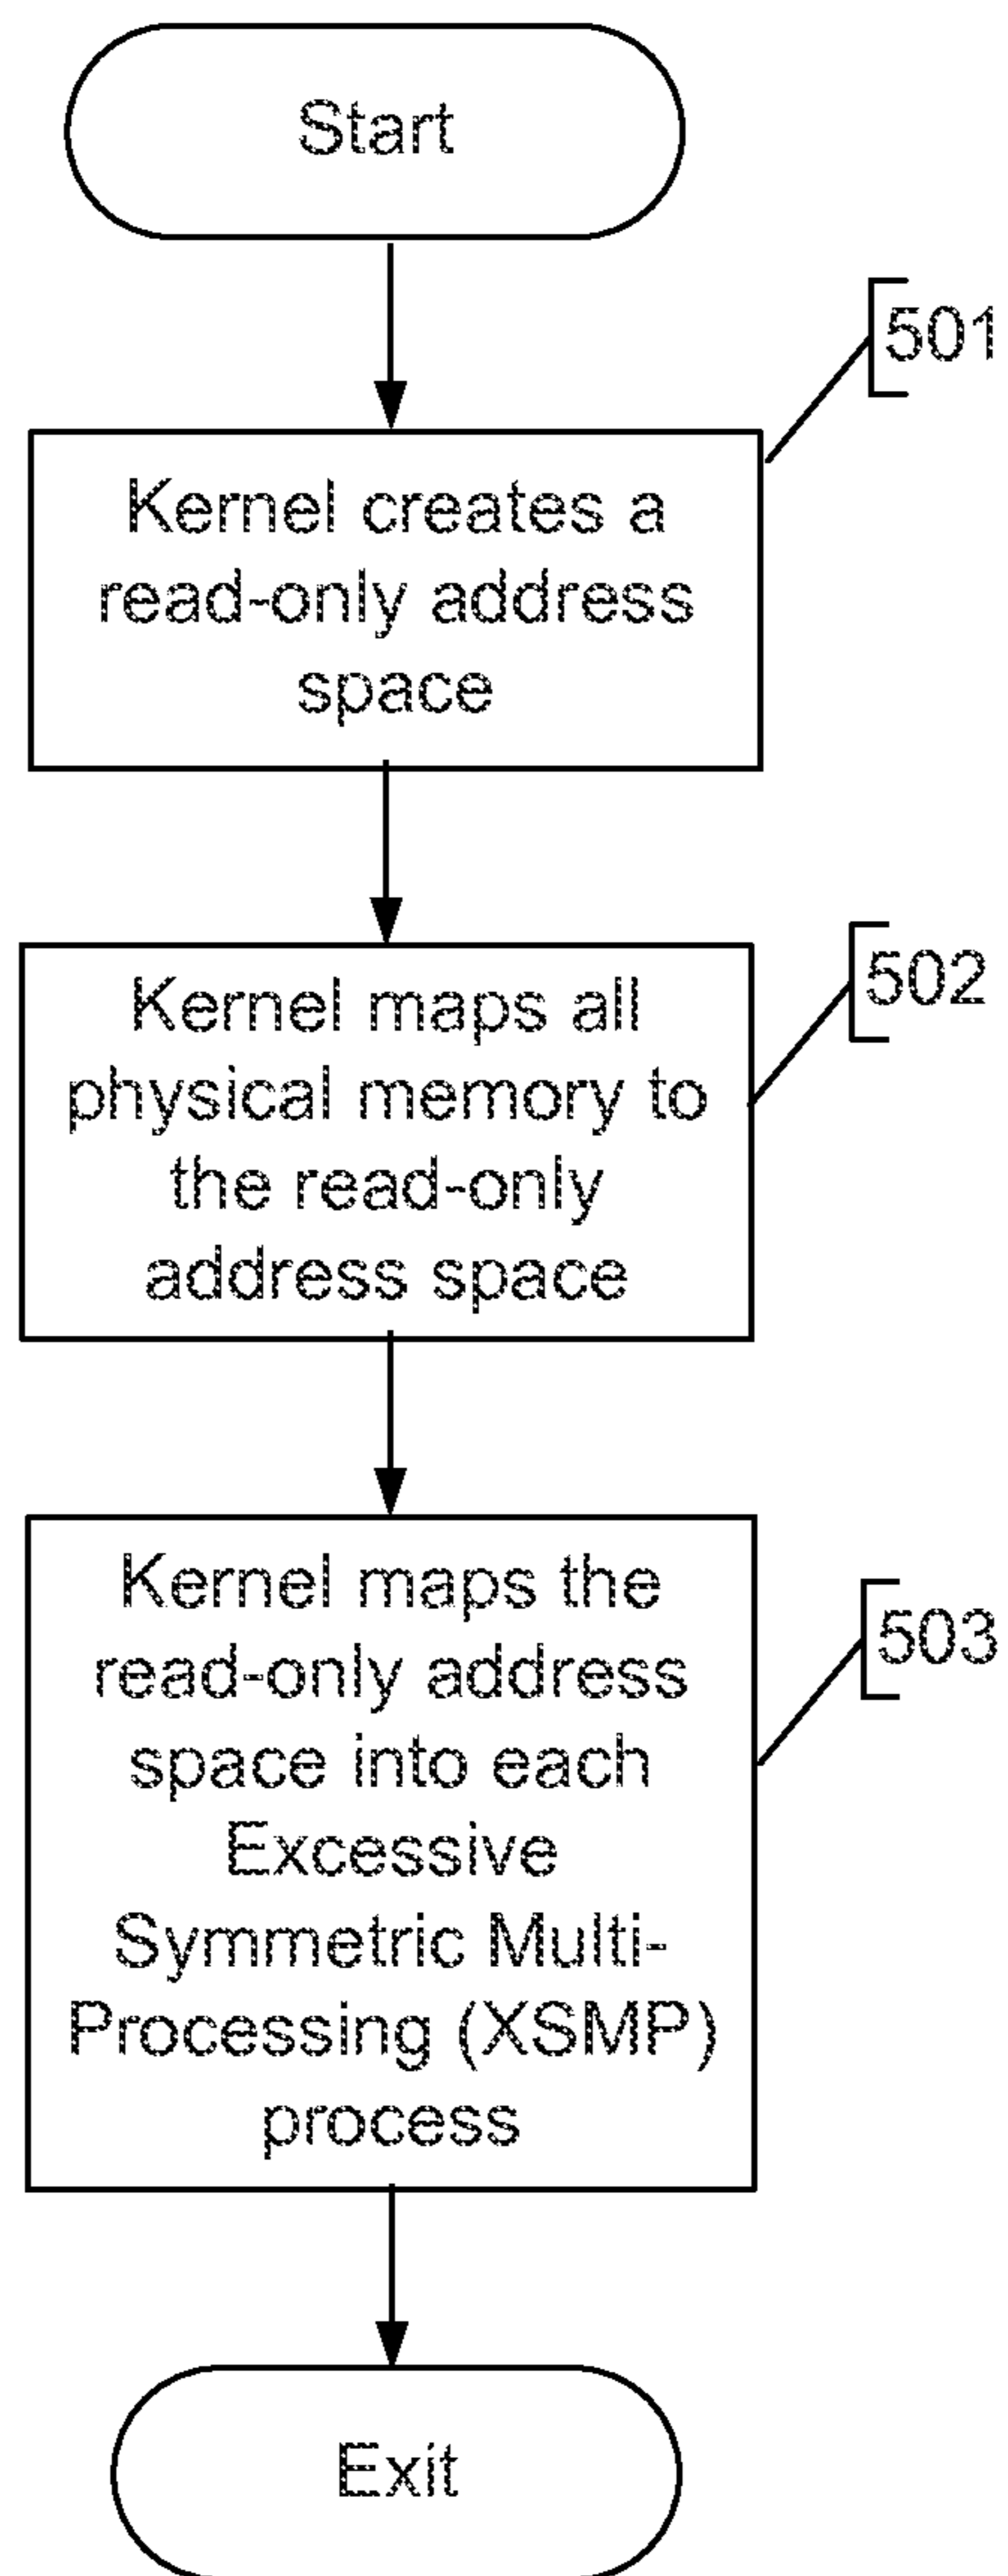 Start
501
Kernel creates a
read-only address
space
502
Kernel maps all
physical memory to
the read-only
address space
503
Kernel maps the
read-only address
space into each
Excessive
Symmetric Multi-
Processing (XSMP)
process
Exit